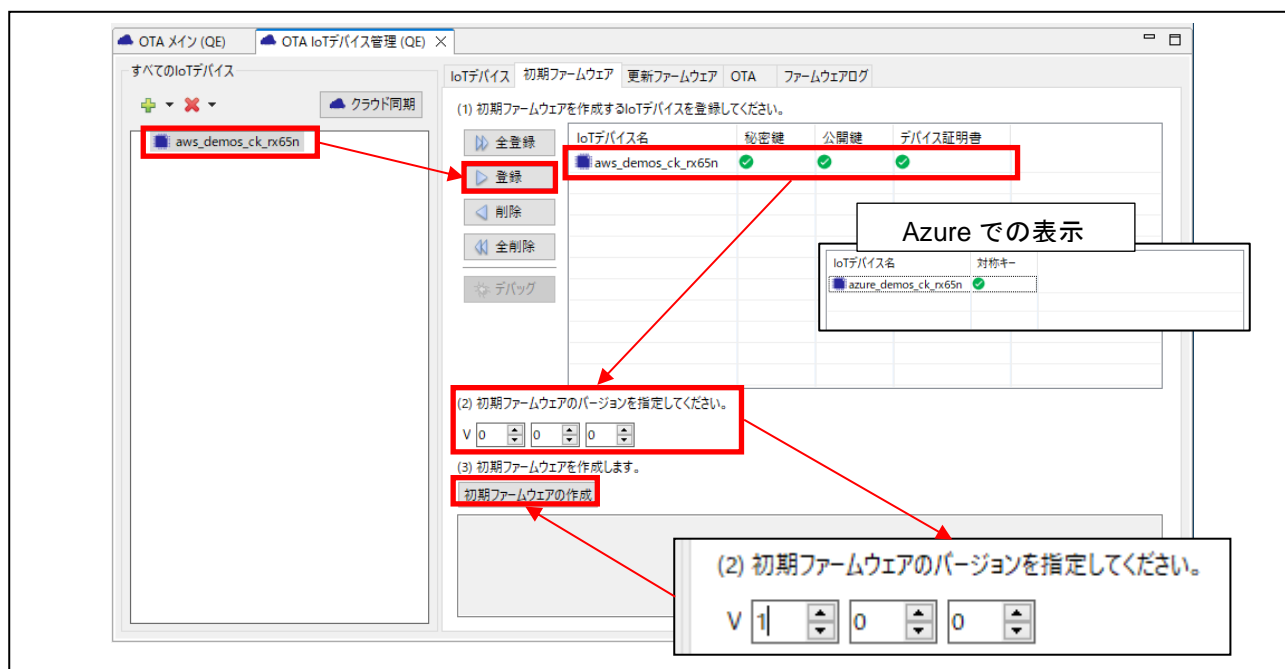 OTA メイン (QE)
OTA IoTデバイス管理 (QE)
すべてのIoTデバイス
クラウド同期
aws_demos_ck_rx65n
IoTデバイス 初期ファームウェア 更新ファームウェア OTA ファームウェアログ
(1) 初期ファームウェアを作成するIoTデバイスを登録してください。
全登録
登録
削除
全削除
デバッグ
IoTデバイス名 秘密鍵 公開鍵 デバイス証明書
aws_demos_ck_rx65n
Azure での表示
IoTデバイス名 対称キー
azure_demos_ck_rx65n
(2) 初期ファームウェアのバージョンを指定してください。
V 0 0 0
(3) 初期ファームウェアを作成します。
初期ファームウェアの作成
(2) 初期ファームウェアのバージョンを指定してください。
V 1 0 0